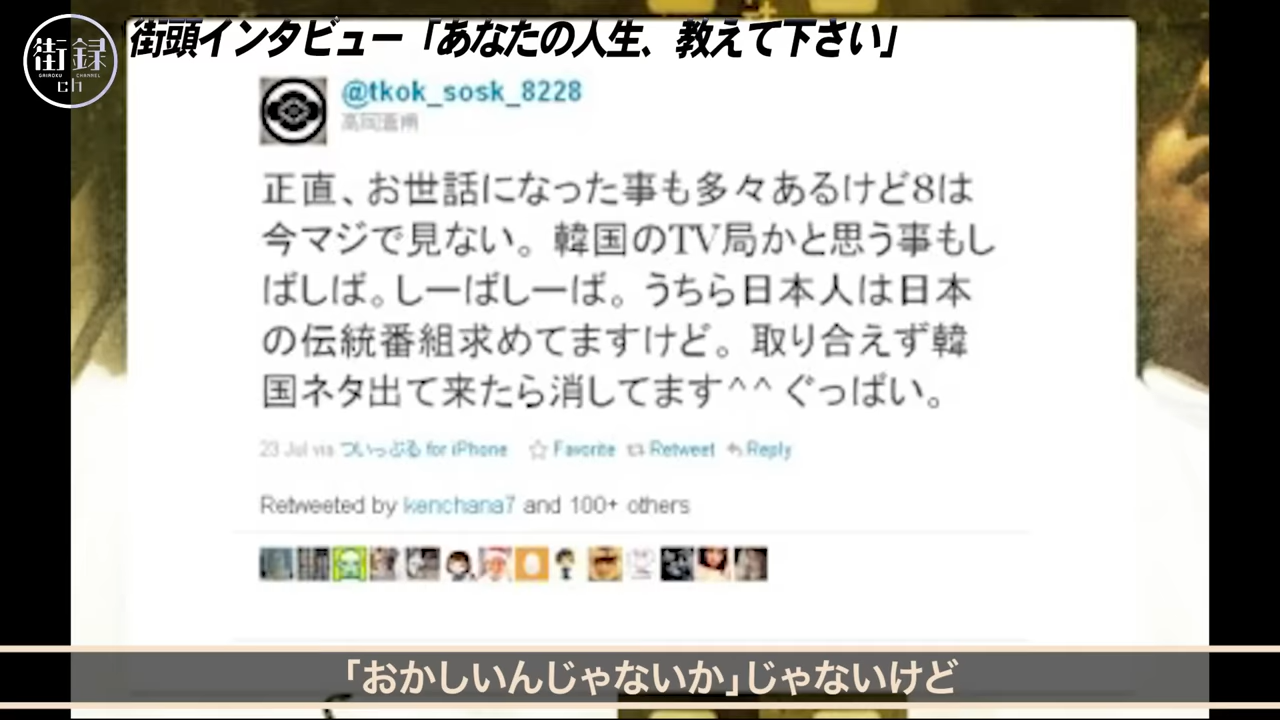 街録
GAIROKU CHANNEL
ch
街頭インタビュー「あなたの人生、教えて下さい」
@tkok_sosk_8228
高岡蒼甫
正直、お世話になった事も多々あるけど8は
今マジで見ない。韓国のTV局かと思う事もし
ばしば。しーばしーば。うちら日本人は日本
の伝統番組求めてますけど。取り合えず韓
国ネタ出て来たら消してます^^ ぐっばい。
23 Jul via ついっぷる for iPhone Favorite Retweet Reply
Retweeted by kenchana7 and 100+ others
「おかしいんじゃないか」じゃないけど